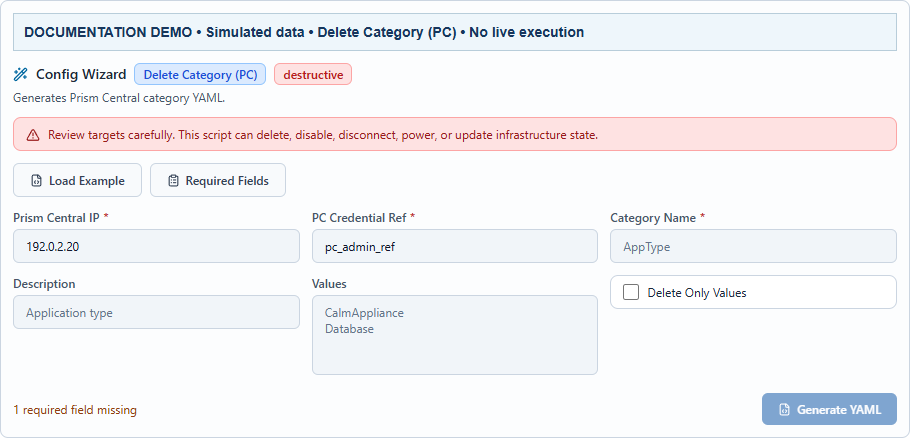 DOCUMENTATION DEMO • Simulated data • Delete Category (PC) • No live execution
Config Wizard Delete Category (PC) destructive
Generates Prism Central category YAML.
Review targets carefully. This script can delete, disable, disconnect, power, or update infrastructure state.
Load Example Required Fields
Prism Central IP * PC Credential Ref * Category Name *
192.0.2.20 pc_admin_ref AppType
Description Values Delete Only Values
Application type CalmAppliance
Database
1 required field missing Generate YAML